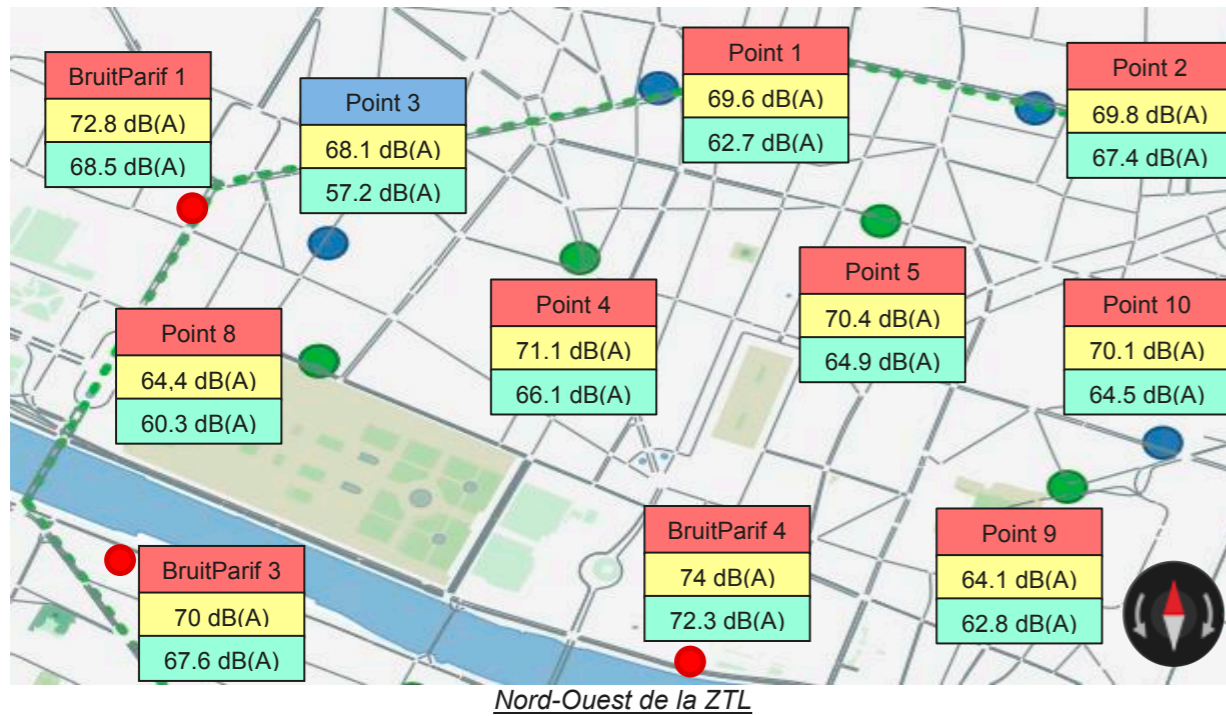 BruitParif 1
72.8 dB(A)
68.5 dB(A)
Point 3
68.1 dB(A)
57.2 dB(A)
Point 1
69.6 dB(A)
62.7 dB(A)
Point 2
69.8 dB(A)
67.4 dB(A)
Point 8
64,4 dB(A)
60.3 dB(A)
Point 4
71.1 dB(A)
66.1 dB(A)
Point 5
70.4 dB(A)
64.9 dB(A)
Point 10
70.1 dB(A)
64.5 dB(A)
BruitParif 3
70 dB(A)
67.6 dB(A)
BruitParif 4
74 dB(A)
72.3 dB(A)
Point 9
64.1 dB(A)
62.8 dB(A)
Nord-Ouest de la ZTL